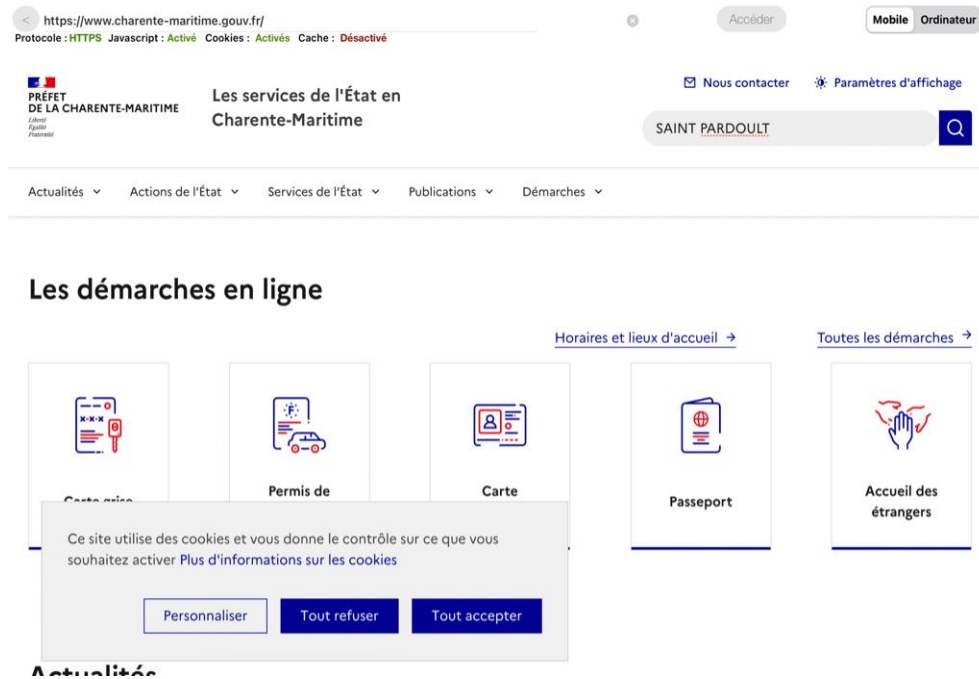 < https://www.charente-maritime.gouv.fr/ Accéder Mobile Ordinateur
Protocole : HTTPS Javascript : Activé Cookies : Activés Cache : Désactivé
PRÉFET
DE LA CHARENTE-MARITIME
Liberté
Égalité
Fraternité
Les services de l'État en
Charente-Maritime
Nous contacter Paramètres d'affichage
SAINT PARDOULT
Actualités Actions de l'État Services de l'État Publications Démarches
Les démarches en ligne
Horaires et lieux d'accueil → Toutes les démarches →
Carte grise
Permis de
Carte
Passeport
Accueil des
étrangers
Ce site utilise des cookies et vous donne le contrôle sur ce que vous
souhaitez activer Plus d'informations sur les cookies
Personnaliser Tout refuser Tout accepter
Actualités